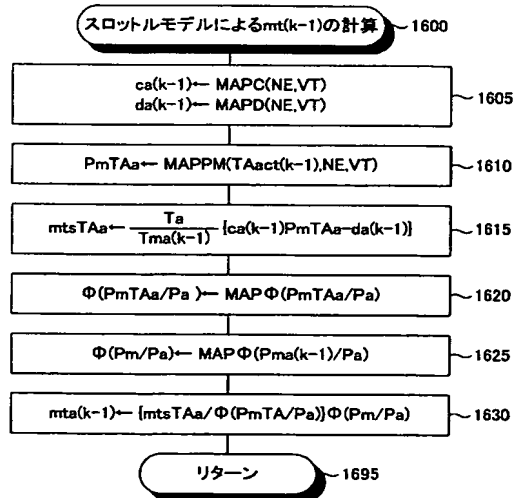 スロットルモデルによるmt(k-1)の計算
1600
ca(k-1)← MAPC(NE,VT)
da(k-1)← MAPD(NE,VT)
1605
PmTAa← MAPPM(TAact(k-1),NE,VT)
1610
mtsTAa← Ta/Tma(k-1) {ca(k-1)PmTAa-da(k-1)}
1615
Φ(PmTAa/Pa )← MAPΦ(PmTAa/Pa)
1620
Φ(Pm/Pa)← MAPΦ(Pma(k-1)/Pa)
1625
mta(k-1)← {mtsTAa/Φ(PmTA/Pa)}Φ(Pm/Pa)
1630
リターン
1695